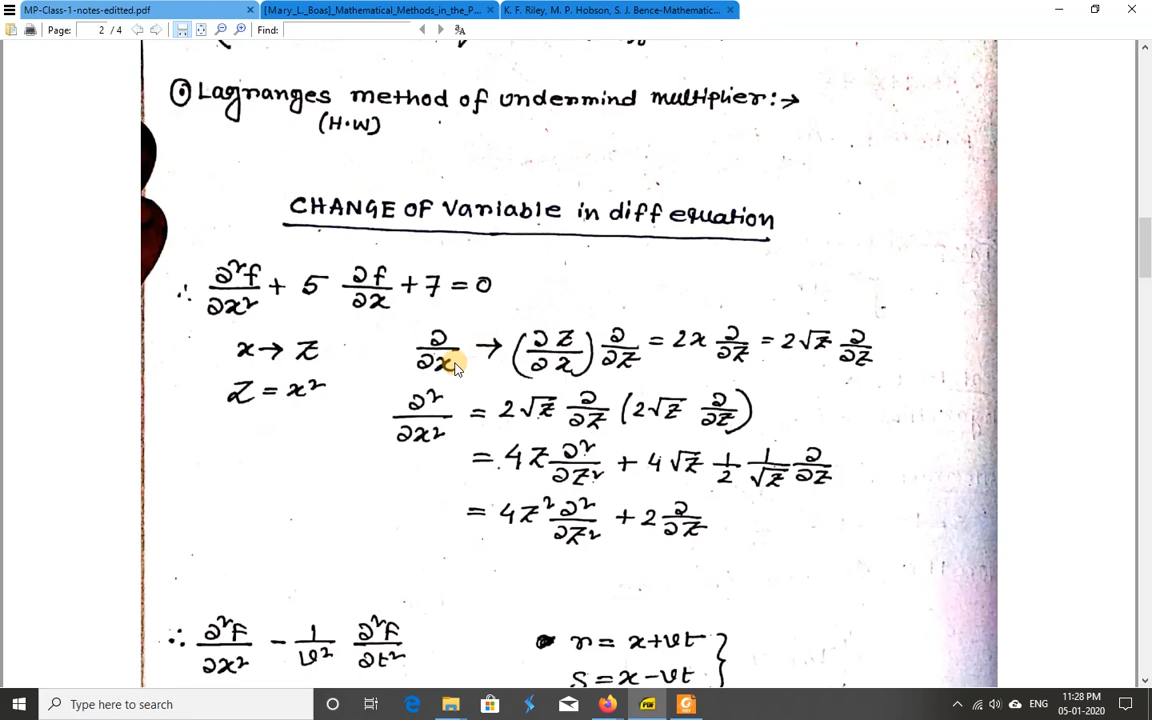 MP-Class-1-notes-editted.pdf
[Mary_L._Boas]_Mathematical_Methods_in_the_P...
K. F. Riley, M. P. Hobson, S. J. Bence-Mathematic...
Page: 2 / 4
Find:
Lagranges method of undermind multiplier:→
(H.W)
CHANGE OF Variable in diff equation
∴ ∂²f/∂x² + 5 ∂f/∂x + 7 = 0
x → Z
∂/∂x → (∂Z/∂x) ∂/∂Z = 2x ∂/∂Z = 2√Z ∂/∂Z
Z = x²
∂²/∂x² = 2√Z ∂/∂Z (2√Z ∂/∂Z)
= 4Z ∂²/∂Z² + 4√Z 1/2 1/√Z ∂/∂Z
= 4Z² ∂²/∂Z² + 2 ∂/∂Z
∴ ∂²F/∂x² - 1/v² ∂²F/∂t²
r = x+vt
S = x-vt
Type here to search
ENG
11:28 PM
05-01-2020